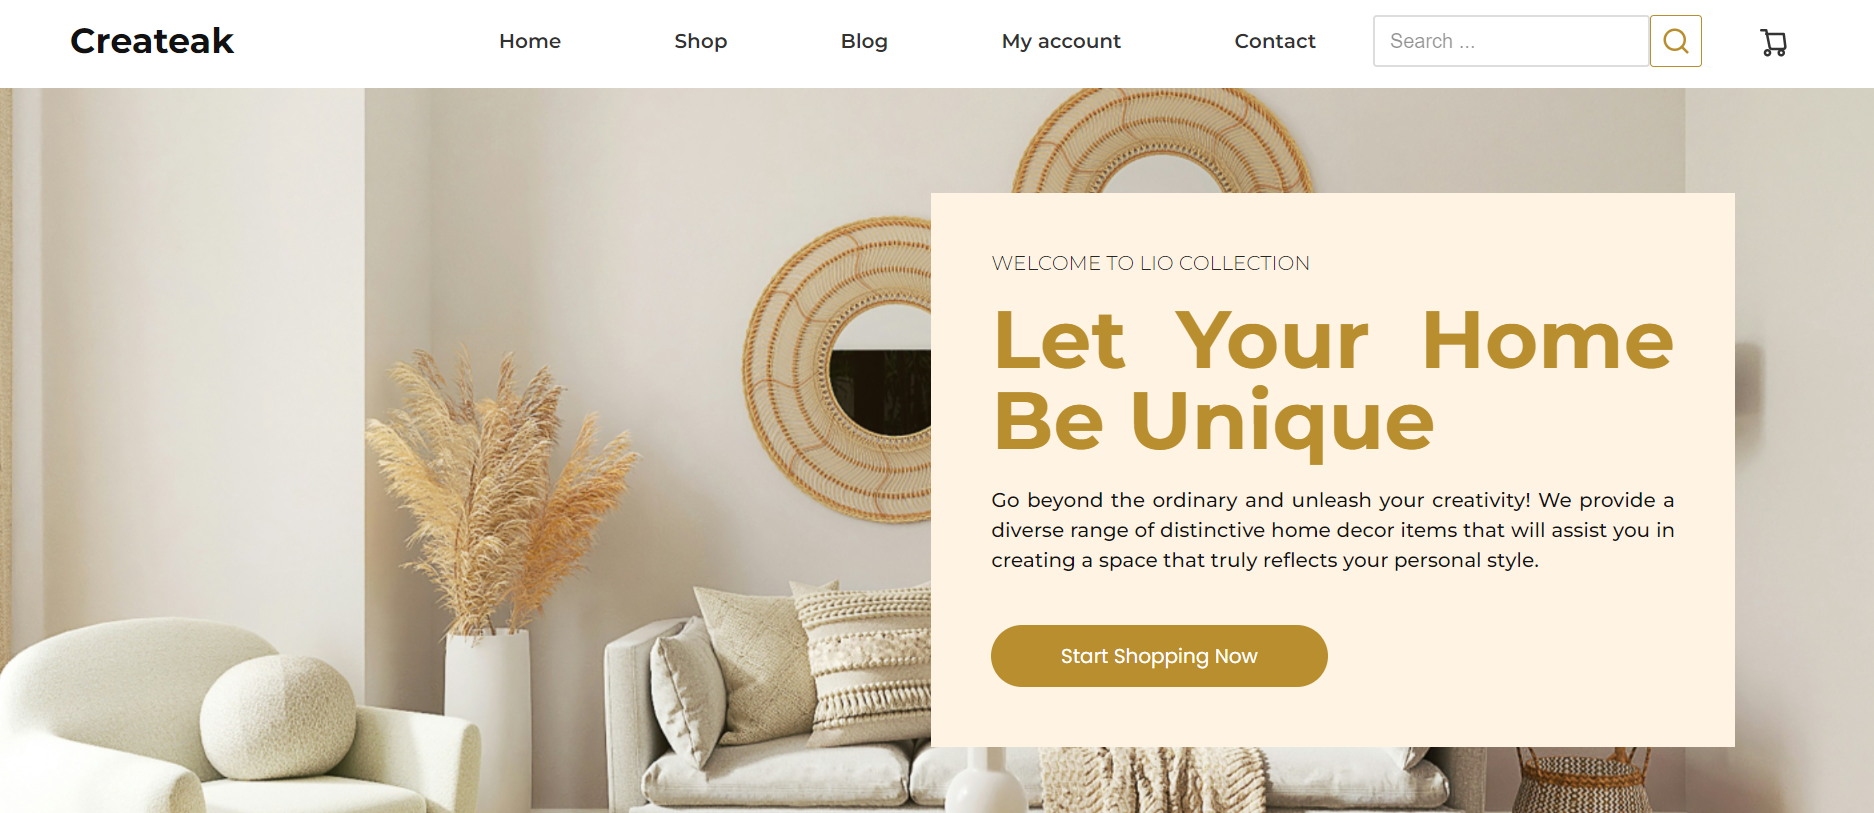 Createak
Home
Shop
Blog
My account
Contact
Search ...
WELCOME TO LIO COLLECTION
Let Your Home
Be Unique
Go beyond the ordinary and unleash your creativity! We provide a
diverse range of distinctive home decor items that will assist you in
creating a space that truly reflects your personal style.
Start Shopping Now